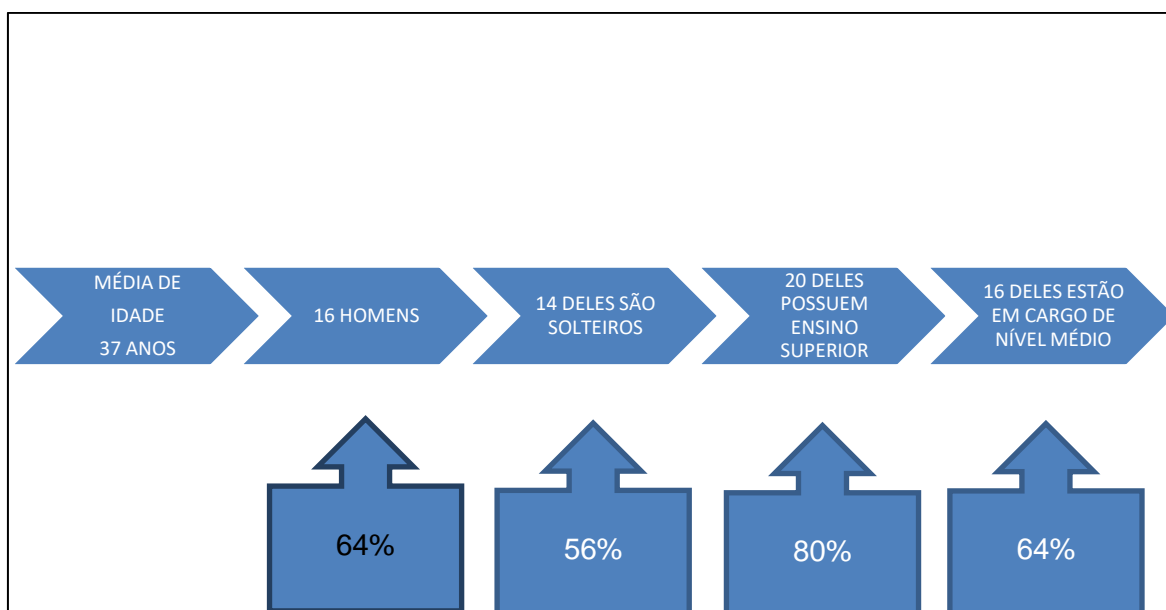 MÉDIA DE
IDADE
37 ANOS
16 HOMENS
14 DELES SÃO
SOLTEIROS
20 DELES
POSSUEM
ENSINO
SUPERIOR
16 DELES ESTÃO
EM CARGO DE
NÍVEL MÉDIO
64%
56%
80%
64%